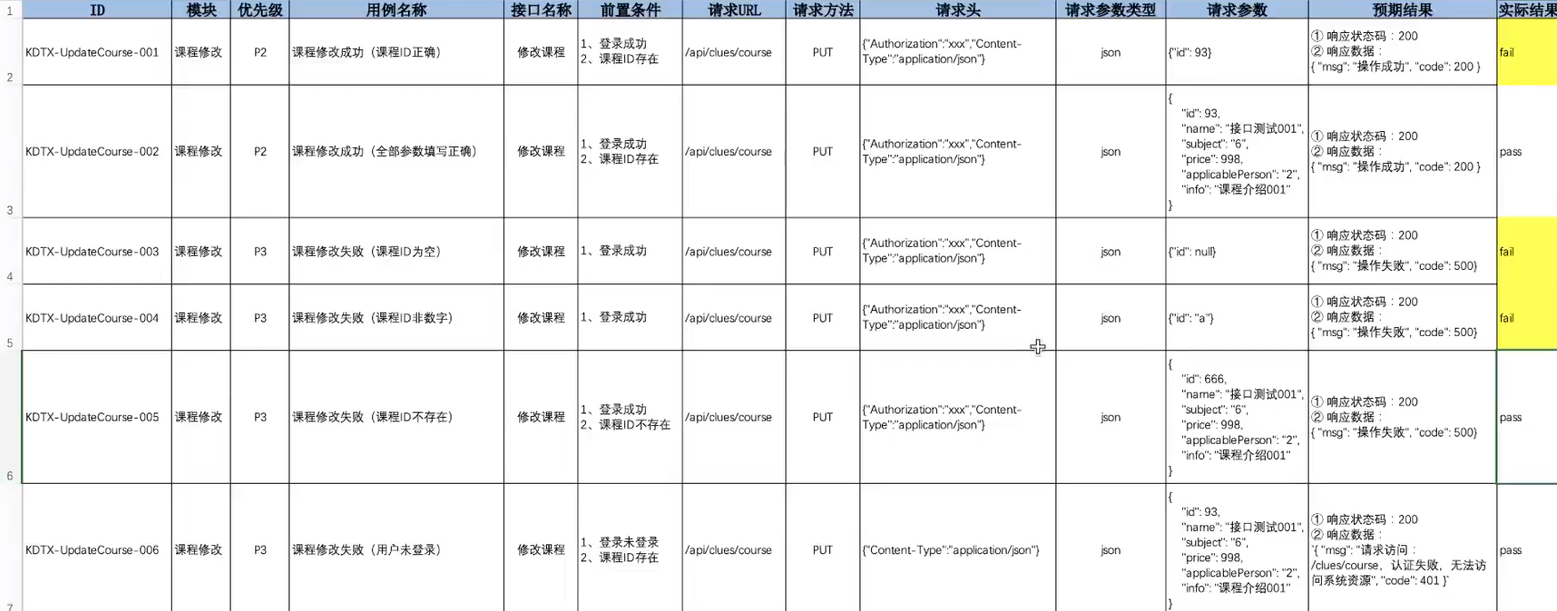 1 ID 模块 优先级 用例名称 接口名称 前置条件 请求URL 请求方法 请求头 请求参数类型 请求参数 预期结果 实际结果
KDTX-UpdateCourse-001
课程修改
P2
课程修改成功（课程ID正确）
修改课程
1、登录成功
2、课程ID存在
/api/clues/course
PUT
{"Authorization":"xxx","Content-
Type":"application/json"}
json
{"id": 93}
① 响应状态码：200
② 响应数据：
{ "msg": "操作成功", "code": 200 }
fail
2
KDTX-UpdateCourse-002
课程修改
P2
课程修改成功（全部参数填写正确）
修改课程
1、登录成功
2、课程ID存在
/api/clues/course
PUT
{"Authorization":"xxx","Content-
Type":"application/json"}
json
{
"id": 93,
"name": "接口测试001",
"subject": "6",
"price": 998,
"applicablePerson": "2",
"info": "课程介绍001"
}
① 响应状态码：200
② 响应数据：
{ "msg": "操作成功", "code": 200 }
pass
3
KDTX-UpdateCourse-003
课程修改
P3
课程修改失败（课程ID为空）
修改课程
1、登录成功
/api/clues/course
PUT
{"Authorization":"xxx","Content-
Type":"application/json"}
json
{"id": null}
① 响应状态码：200
② 响应数据：
{ "msg": "操作失败", "code": 500}
fail
4
KDTX-UpdateCourse-004
课程修改
P3
课程修改失败（课程ID非数字）
修改课程
1、登录成功
/api/clues/course
PUT
{"Authorization":"xxx","Content-
Type":"application/json"}
json
{"id": "a"}
① 响应状态码：200
② 响应数据：
{ "msg": "操作失败", "code": 500}
fail
5
KDTX-UpdateCourse-005
课程修改
P3
课程修改失败（课程ID不存在）
修改课程
1、登录成功
2、课程ID不存在
/api/clues/course
PUT
{"Authorization":"xxx","Content-
Type":"application/json"}
json
{
"id": 666,
"name": "接口测试001",
"subject": "6",
"price": 998,
"applicablePerson": "2",
"info": "课程介绍001"
}
① 响应状态码：200
② 响应数据：
{ "msg": "操作失败", "code": 500}
pass
6
KDTX-UpdateCourse-006
课程修改
P3
课程修改失败（用户未登录）
修改课程
1、登录未登录
2、课程ID存在
/api/clues/course
PUT
{"Content-Type":"application/json"}
json
{
"id": 93,
"name": "接口测试001",
"subject": "6",
"price": 998,
"applicablePerson": "2",
"info": "课程介绍001"
}
① 响应状态码：200
② 响应数据：
`{ "msg": "请求访问：
/clues/course，认证失败，无法访
问系统资源", "code": 401 }`
pass
7